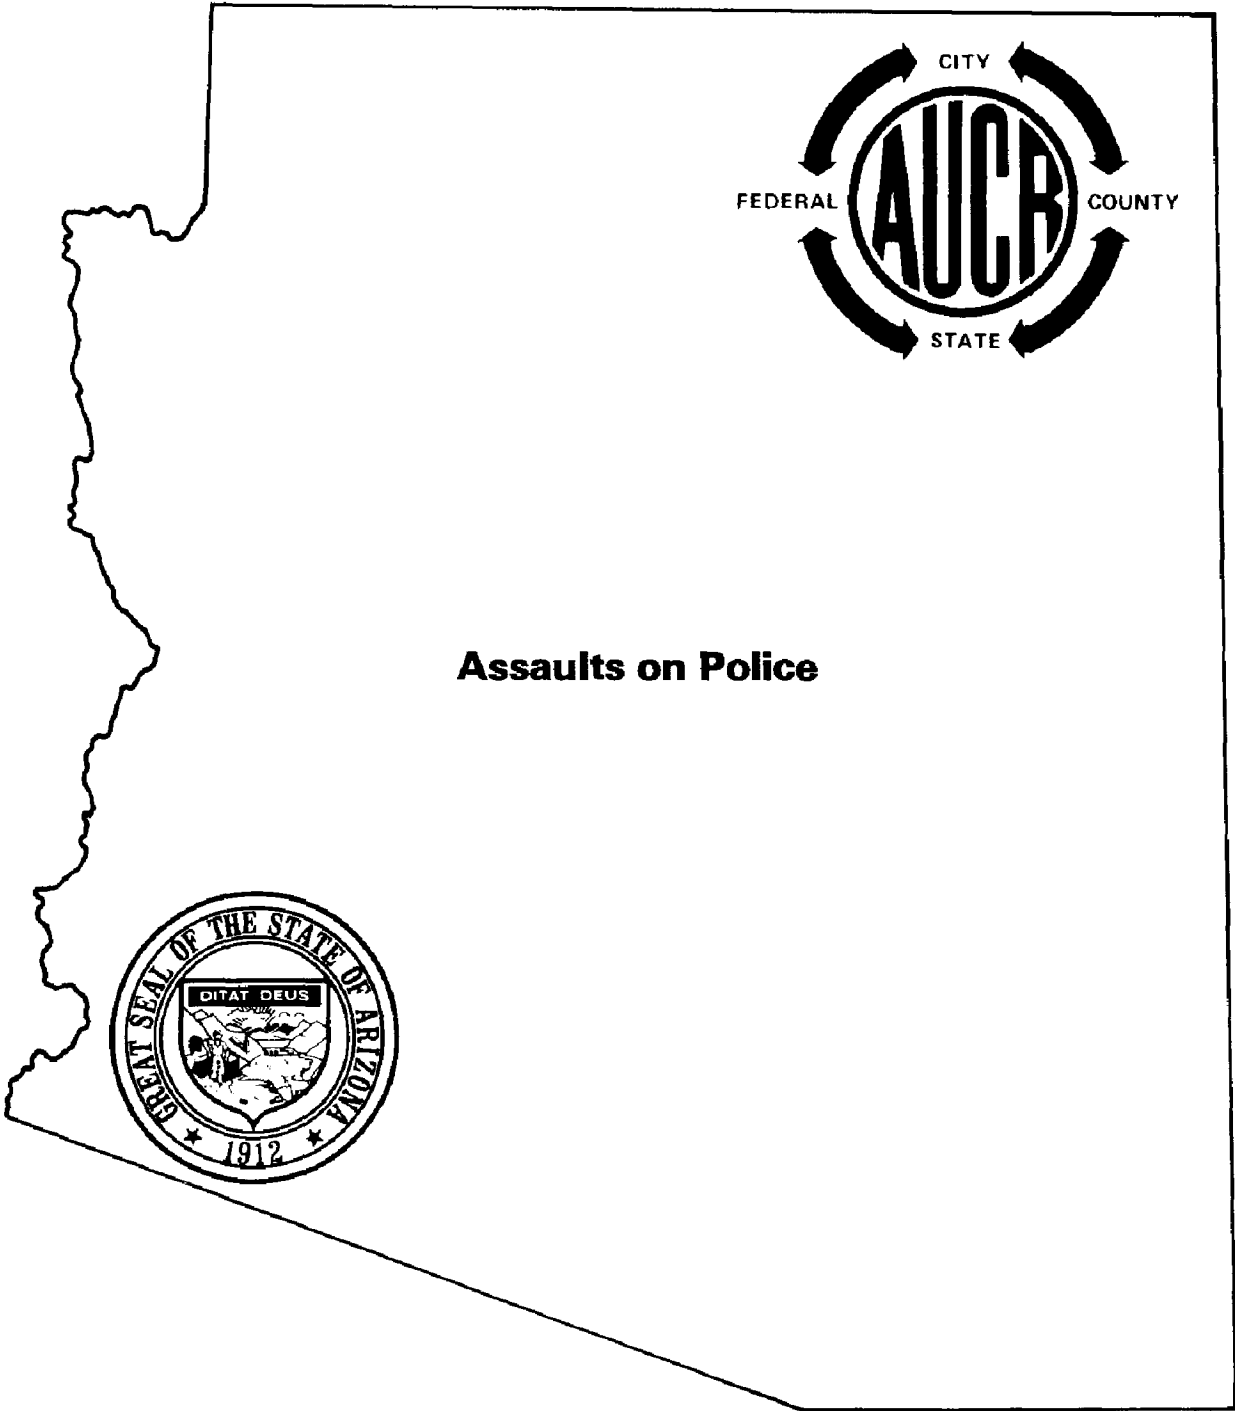 CITY
FEDERAL
AUCR
COUNTY
STATE
Assaults on Police
GREAT SEAL OF THE STATE OF ARIZONA
DITAT DEUS
1912